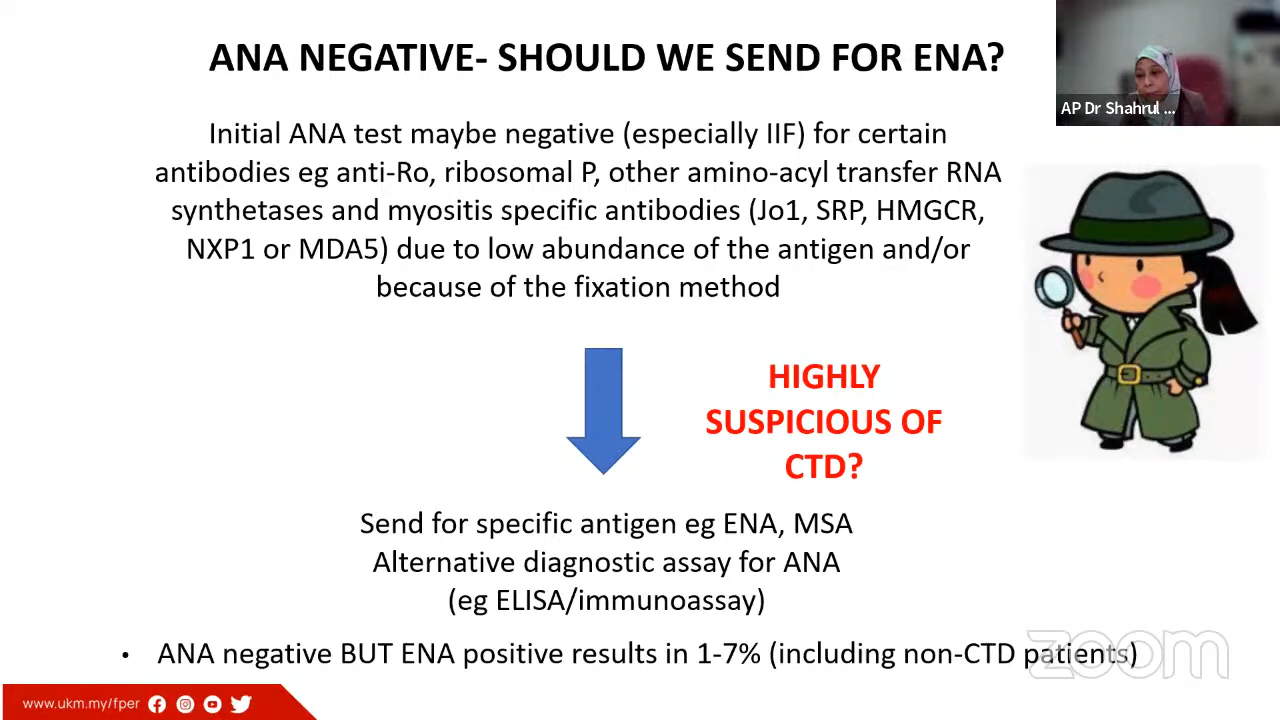 ANA NEGATIVE- SHOULD WE SEND FOR ENA?
AP Dr Shahrul ...
Initial ANA test maybe negative (especially IIF) for certain
antibodies eg anti-Ro, ribosomal P, other amino-acyl transfer RNA
synthetases and myositis specific antibodies (Jo1, SRP, HMGCR,
NXP1 or MDA5) due to low abundance of the antigen and/or
because of the fixation method
HIGHLY
SUSPICIOUS OF
CTD?
Send for specific antigen eg ENA, MSA
Alternative diagnostic assay for ANA
(eg ELISA/immunoassay)
• ANA negative BUT ENA positive results in 1-7% (including non-CTD patients)
zoom
www.ukm.my/fper